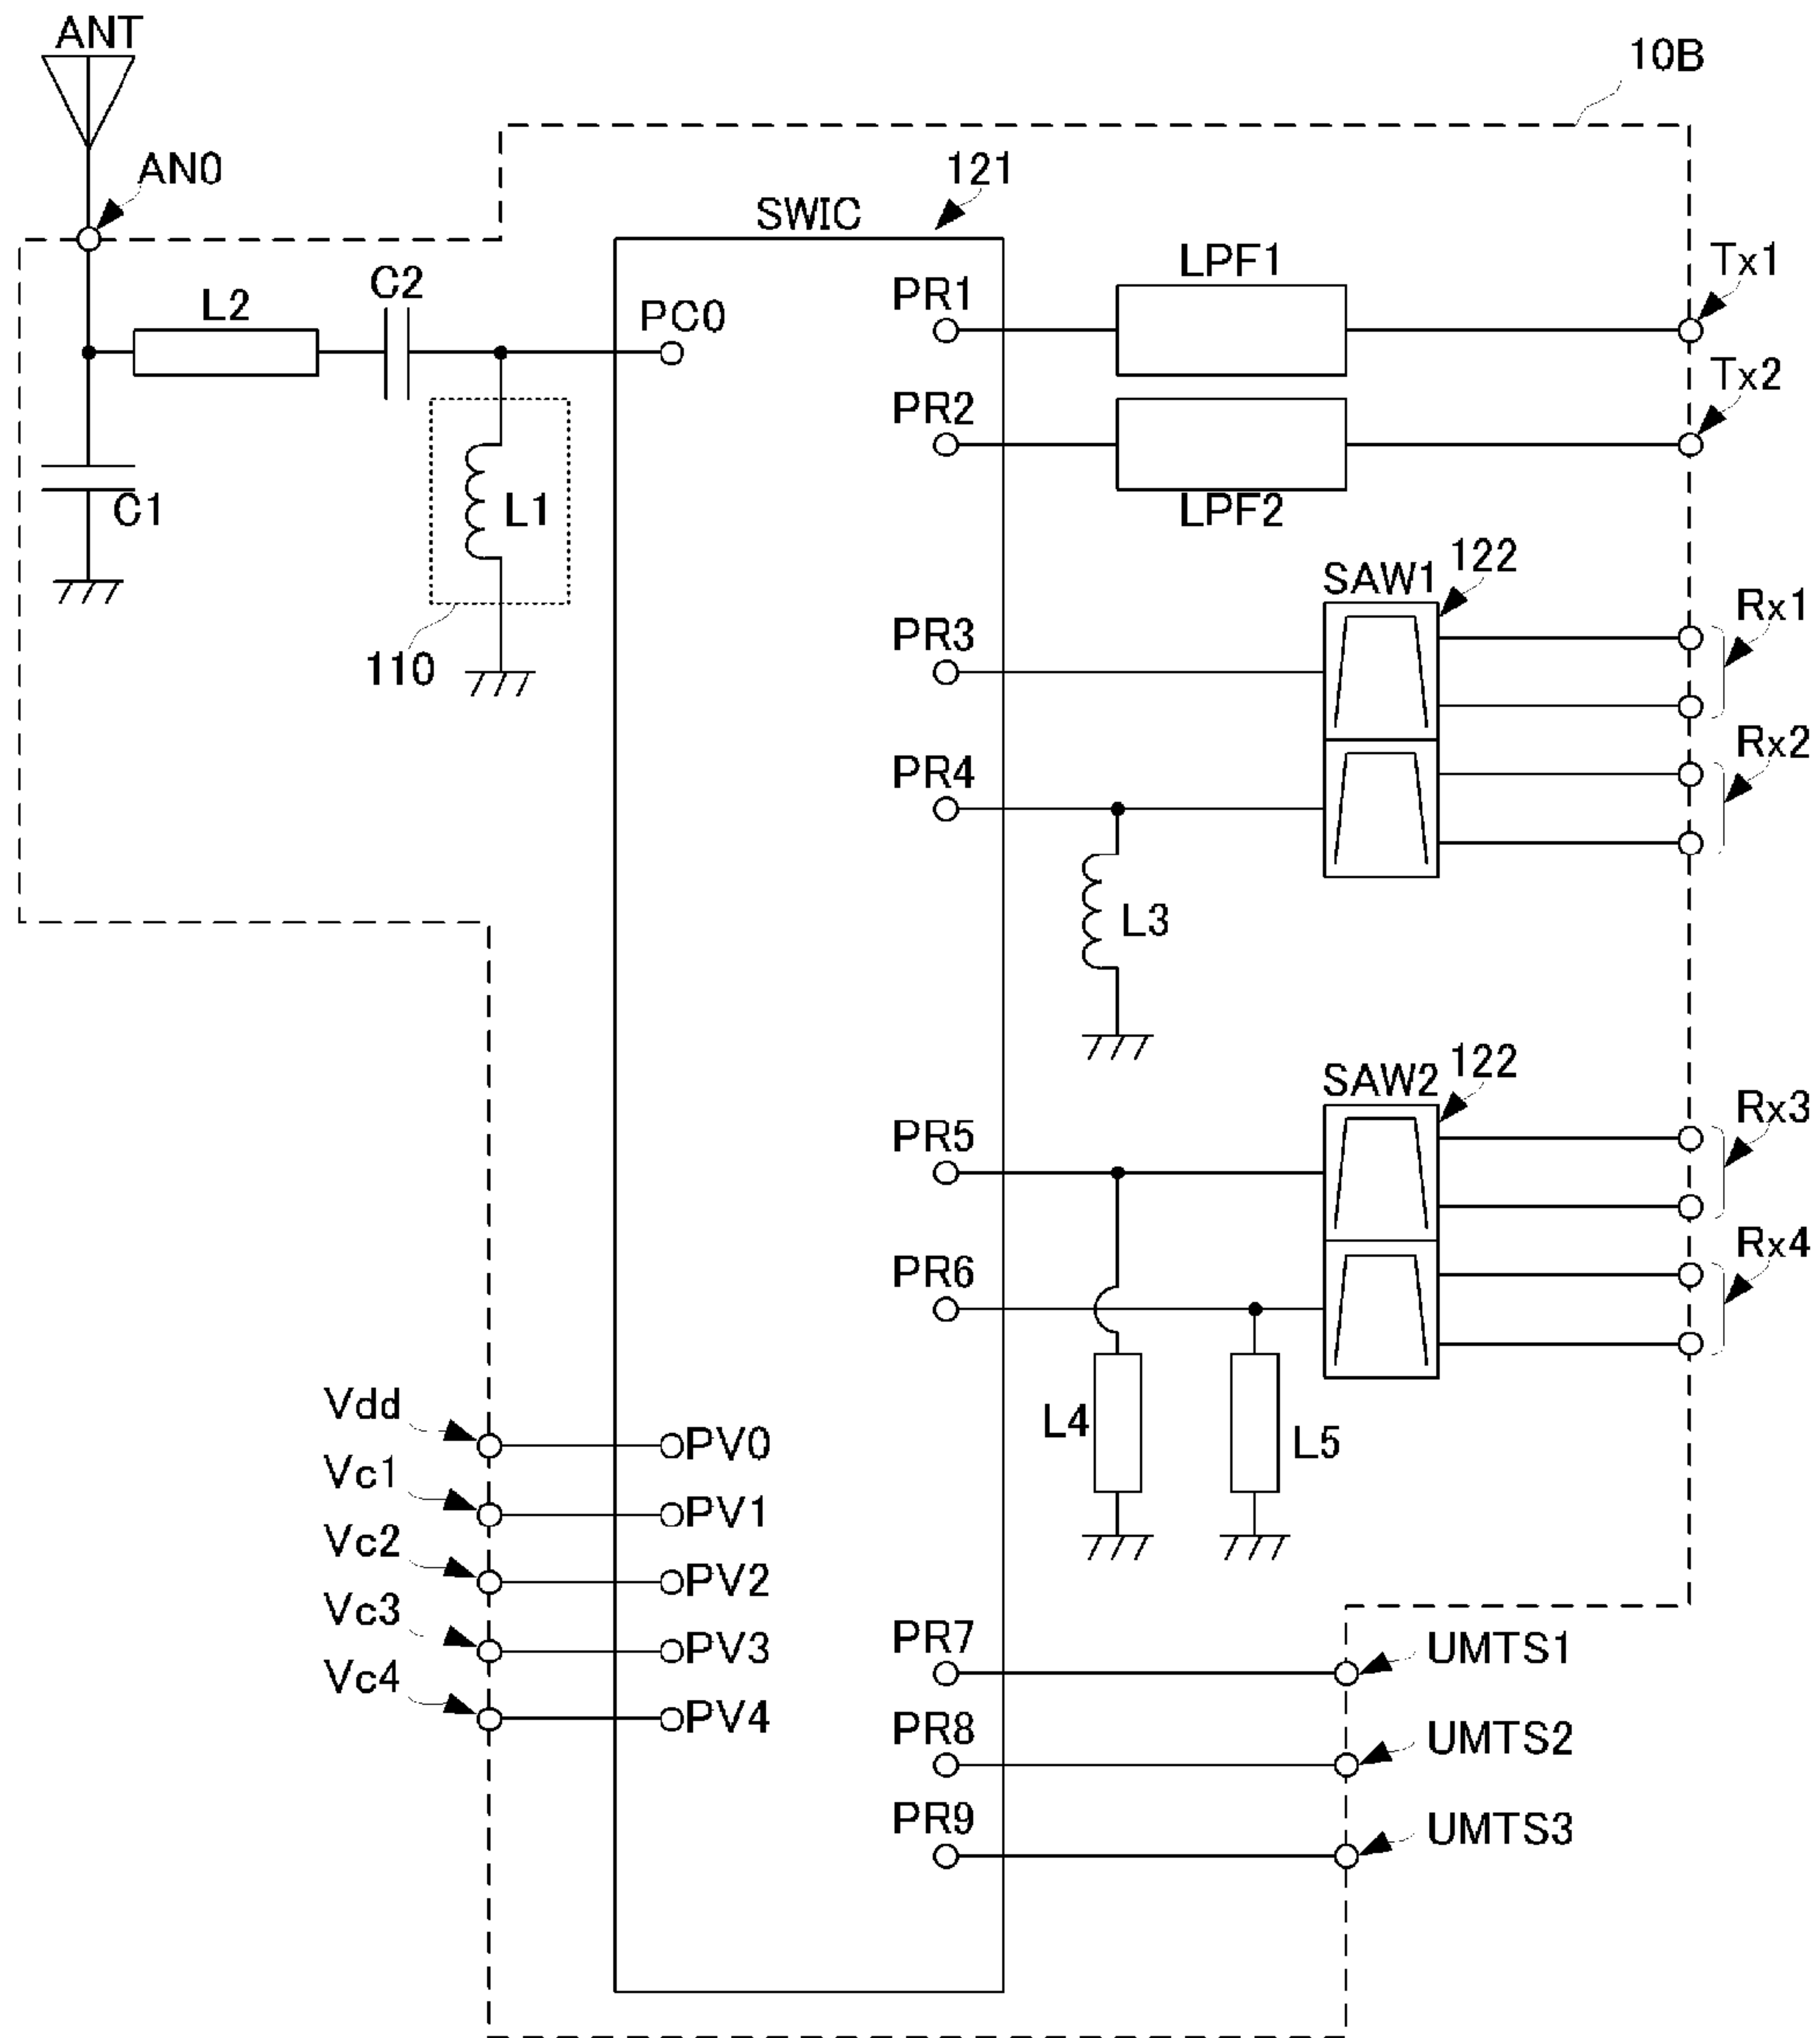 ANT
10B
AN0
121
SWIC
C2
L2
PC0
PR1
LPF1
Tx1
PR2
LPF2
Tx2
C1
L1
110
PR3
SAW1
122
Rx1
PR4
Rx2
L3
PR5
SAW2
122
Rx3
PR6
Rx4
L4
L5
Vdd
PV0
Vc1
PV1
Vc2
PV2
Vc3
PV3
Vc4
PV4
PR7
UMTS1
PR8
UMTS2
PR9
UMTS3